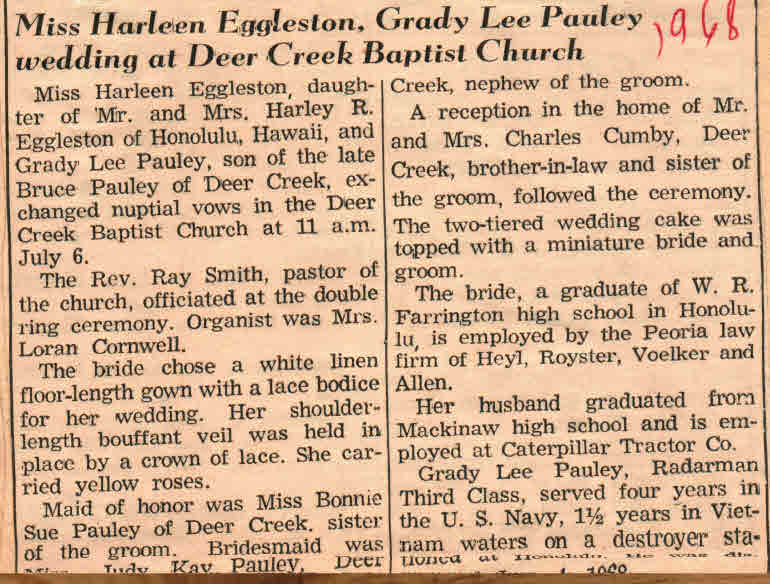 Miss Harleen Eggleston, Grady Lee Pauley
wedding at Deer Creek Baptist Church
1968
Miss Harleen Eggleston, daugh-
ter of Mr. and Mrs. Harley R.
Eggleston of Honolulu, Hawaii, and
Grady Lee Pauley, son of the late
Bruce Pauley of Deer Creek, ex-
changed nuptial vows in the Deer
Creek Baptist Church at 11 a.m.
July 6.
The Rev. Ray Smith, pastor of
the church, officiated at the double
ring ceremony. Organist was Mrs.
Loran Cornwell.
The bride chose a white linen
floor-length gown with a lace bodice
for her wedding. Her shoulder-
length bouffant veil was held in
place by a crown of lace. She car-
ried yellow roses.
Maid of honor was Miss Bonnie
Sue Pauley of Deer Creek. sister
of the groom. Bridesmaid was
Miss Judy Kay Pauley, Deer
Creek, nephew of the groom.
A reception in the home of Mr.
and Mrs. Charles Cumby, Deer
Creek, brother-in-law and sister of
the groom, followed the ceremony.
The two-tiered wedding cake was
topped with a miniature bride and
groom.
The bride, a graduate of W. R.
Farrington high school in Honolu-
lu, is employed by the Peoria law
firm of Heyl, Royster, Voelker and
Allen.
Her husband graduated from
Mackinaw high school and is em-
ployed at Caterpillar Tractor Co.
Grady Lee Pauley, Radarman
Third Class, served four years in
the U. S. Navy, 1½ years in Viet-
nam waters on a destroyer sta-
tioned at Honolulu. He was dis-